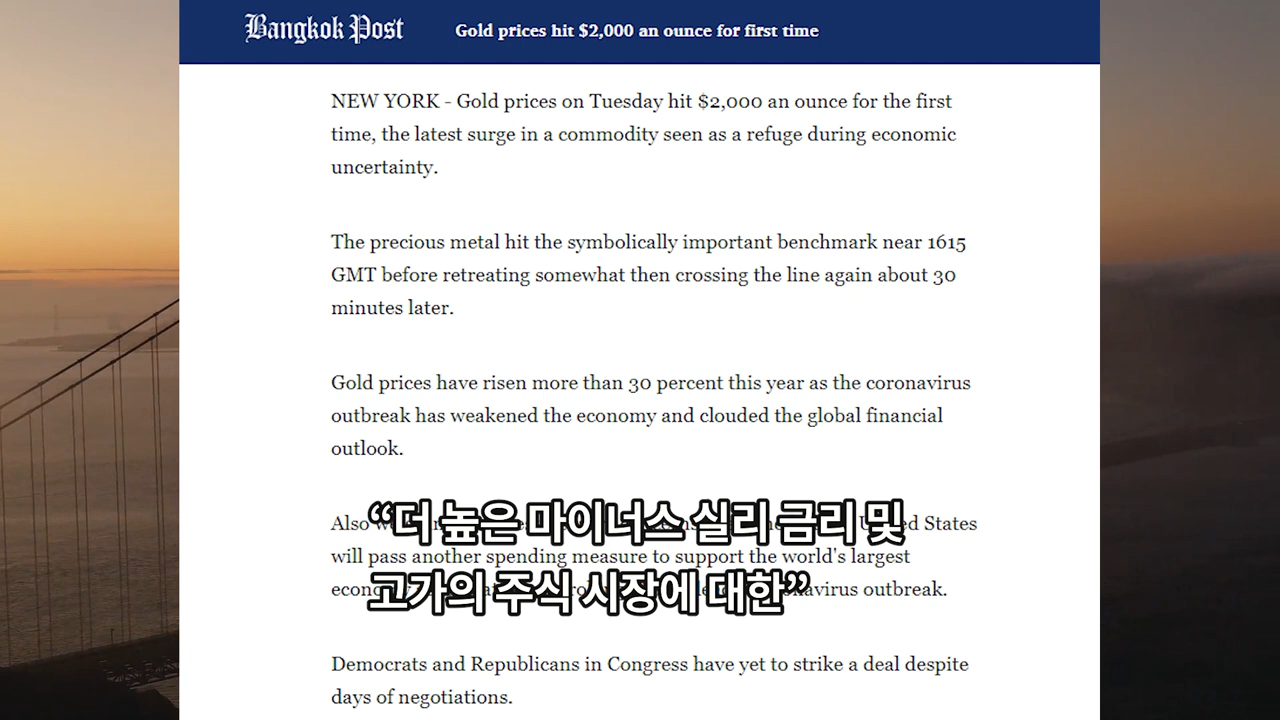 Bangkok Post
Gold prices hit $2,000 an ounce for first time
NEW YORK - Gold prices on Tuesday hit $2,000 an ounce for the first
time, the latest surge in a commodity seen as a refuge during economic
uncertainty.
The precious metal hit the symbolically important benchmark near 1615
GMT before retreating somewhat then crossing the line again about 30
minutes later.
Gold prices have risen more than 30 percent this year as the coronavirus
outbreak has weakened the economy and clouded the global financial
outlook.
Also States
“더 높은 마이너스 실리 금리 및
will pass another spending measure to support the world's largest
고가의 주식 시장에 대한”
outbreak.
Democrats and Republicans in Congress have yet to strike a deal despite
days of negotiations.